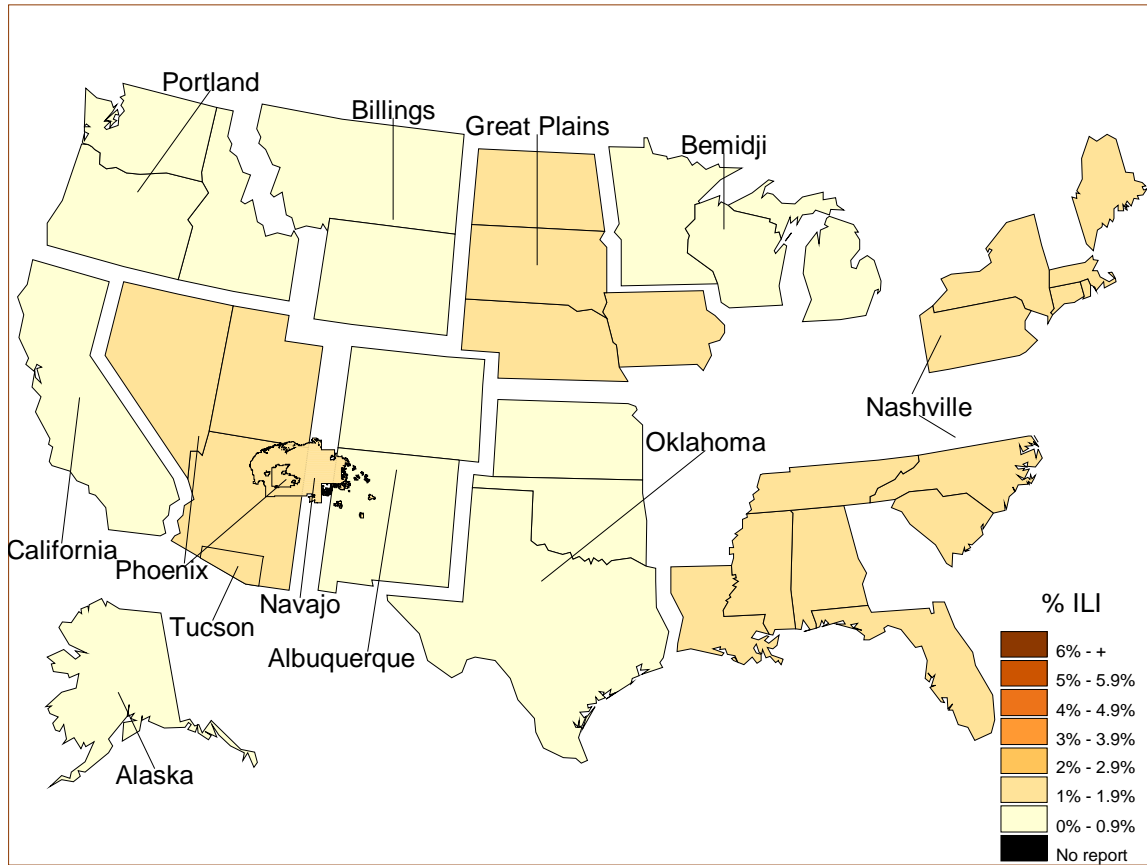 Portland
Billings
Great Plains
Bemidji
Nashville
Oklahoma
California
Phoenix
Navajo
Tucson
Albuquerque
Alaska
% ILI
6% - +
5% - 5.9%
4% - 4.9%
3% - 3.9%
2% - 2.9%
1% - 1.9%
0% - 0.9%
No report